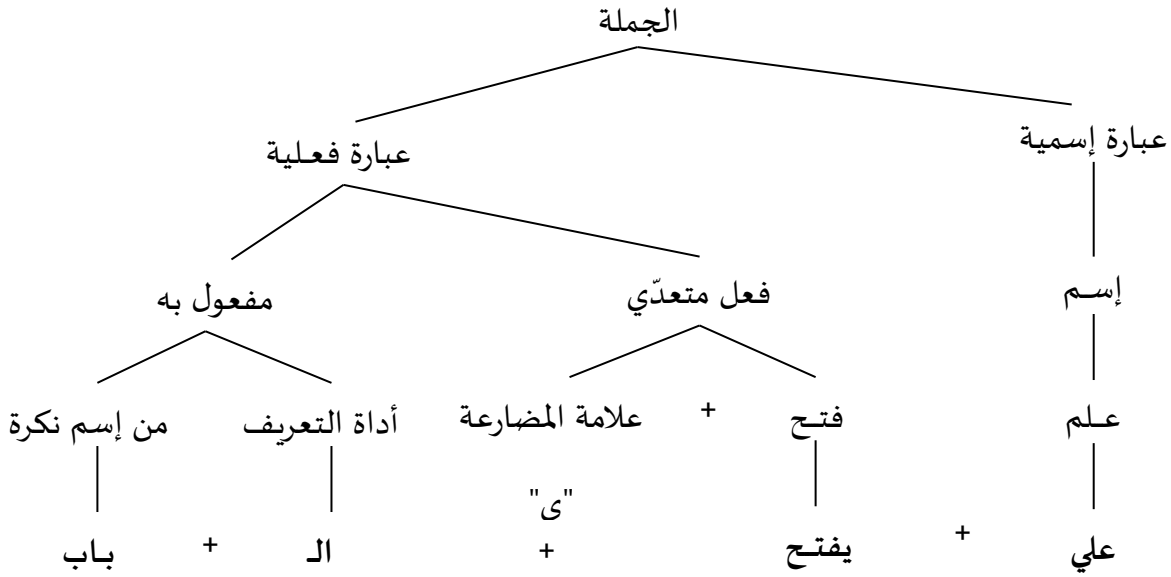 الجملة
عبارة إسمية عبارة فعلية
إسم فعل متعدّي مفعول به
علم فتح + علامة المضارعة أداة التعريف من إسم نكرة
"ى"
علي + يفتح + الـ + باب